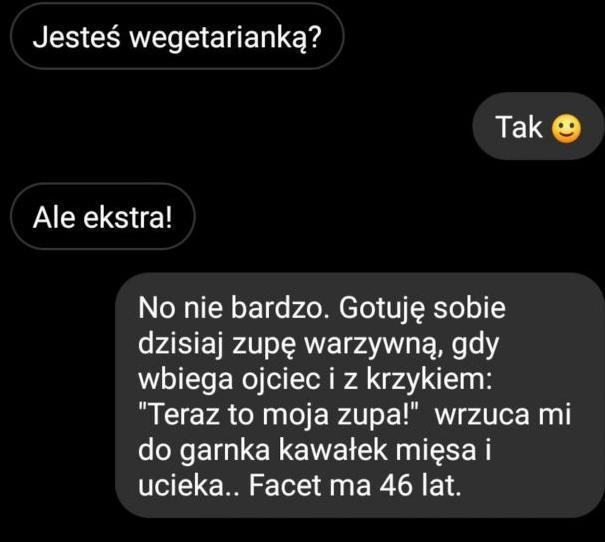 Jesteś wegetarianką?
Tak 🙂
Ale ekstra!
No nie bardzo. Gotuję sobie
dzisiaj zupę warzywną, gdy
wbiega ojciec i z krzykiem:
"Teraz to moja zupa!"  wrzuca mi
do garnka kawałek mięsa i
ucieka.. Facet ma 46 lat.